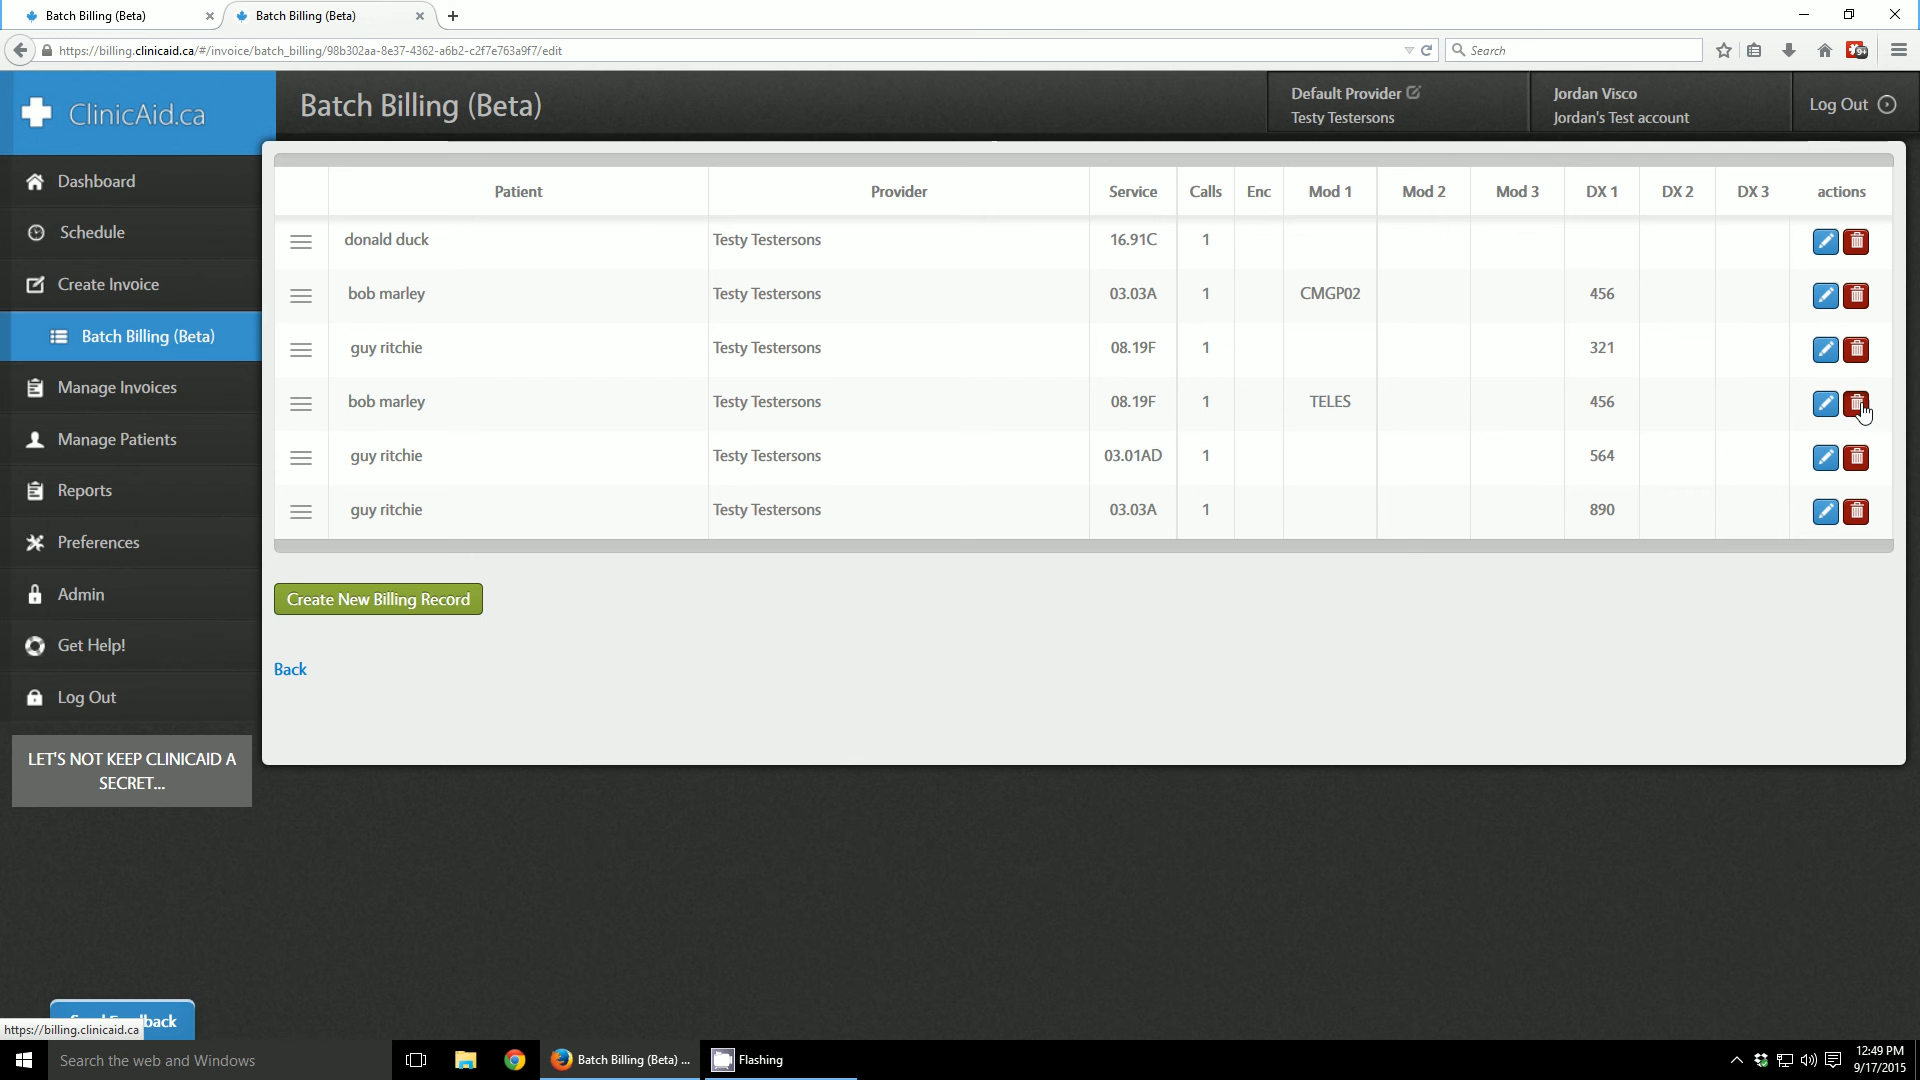 Batch Billing (Beta)
Batch Billing (Beta)
https://billing.clinicaid.ca/#/invoice/batch_billing/98b302aa-8e37-4362-a6b2-c2f7e763a9f7/edit
Search
9+
ClinicAid.ca
Batch Billing (Beta)
Default Provider
Testy Testersons
Jordan Visco
Jordan's Test account
Log Out
Dashboard
Schedule
Create Invoice
Batch Billing (Beta)
Manage Invoices
Manage Patients
Reports
Preferences
Admin
Get Help!
Log Out
LET'S NOT KEEP CLINICAID A
SECRET...
Patient Provider Service Calls Enc Mod 1 Mod 2 Mod 3 DX 1 DX 2 DX 3 actions
donald duck Testy Testersons 16.91C 1
bob marley Testy Testersons 03.03A 1 CMGP02 456
guy ritchie Testy Testersons 08.19F 1 321
bob marley Testy Testersons 08.19F 1 TELES 456
guy ritchie Testy Testersons 03.01AD 1 564
guy ritchie Testy Testersons 03.03A 1 890
Create New Billing Record
Back
https://billing.clinicaid.ca
Search the web and Windows
Batch Billing (Beta) ...
Flashing
12:49 PM
9/17/2015